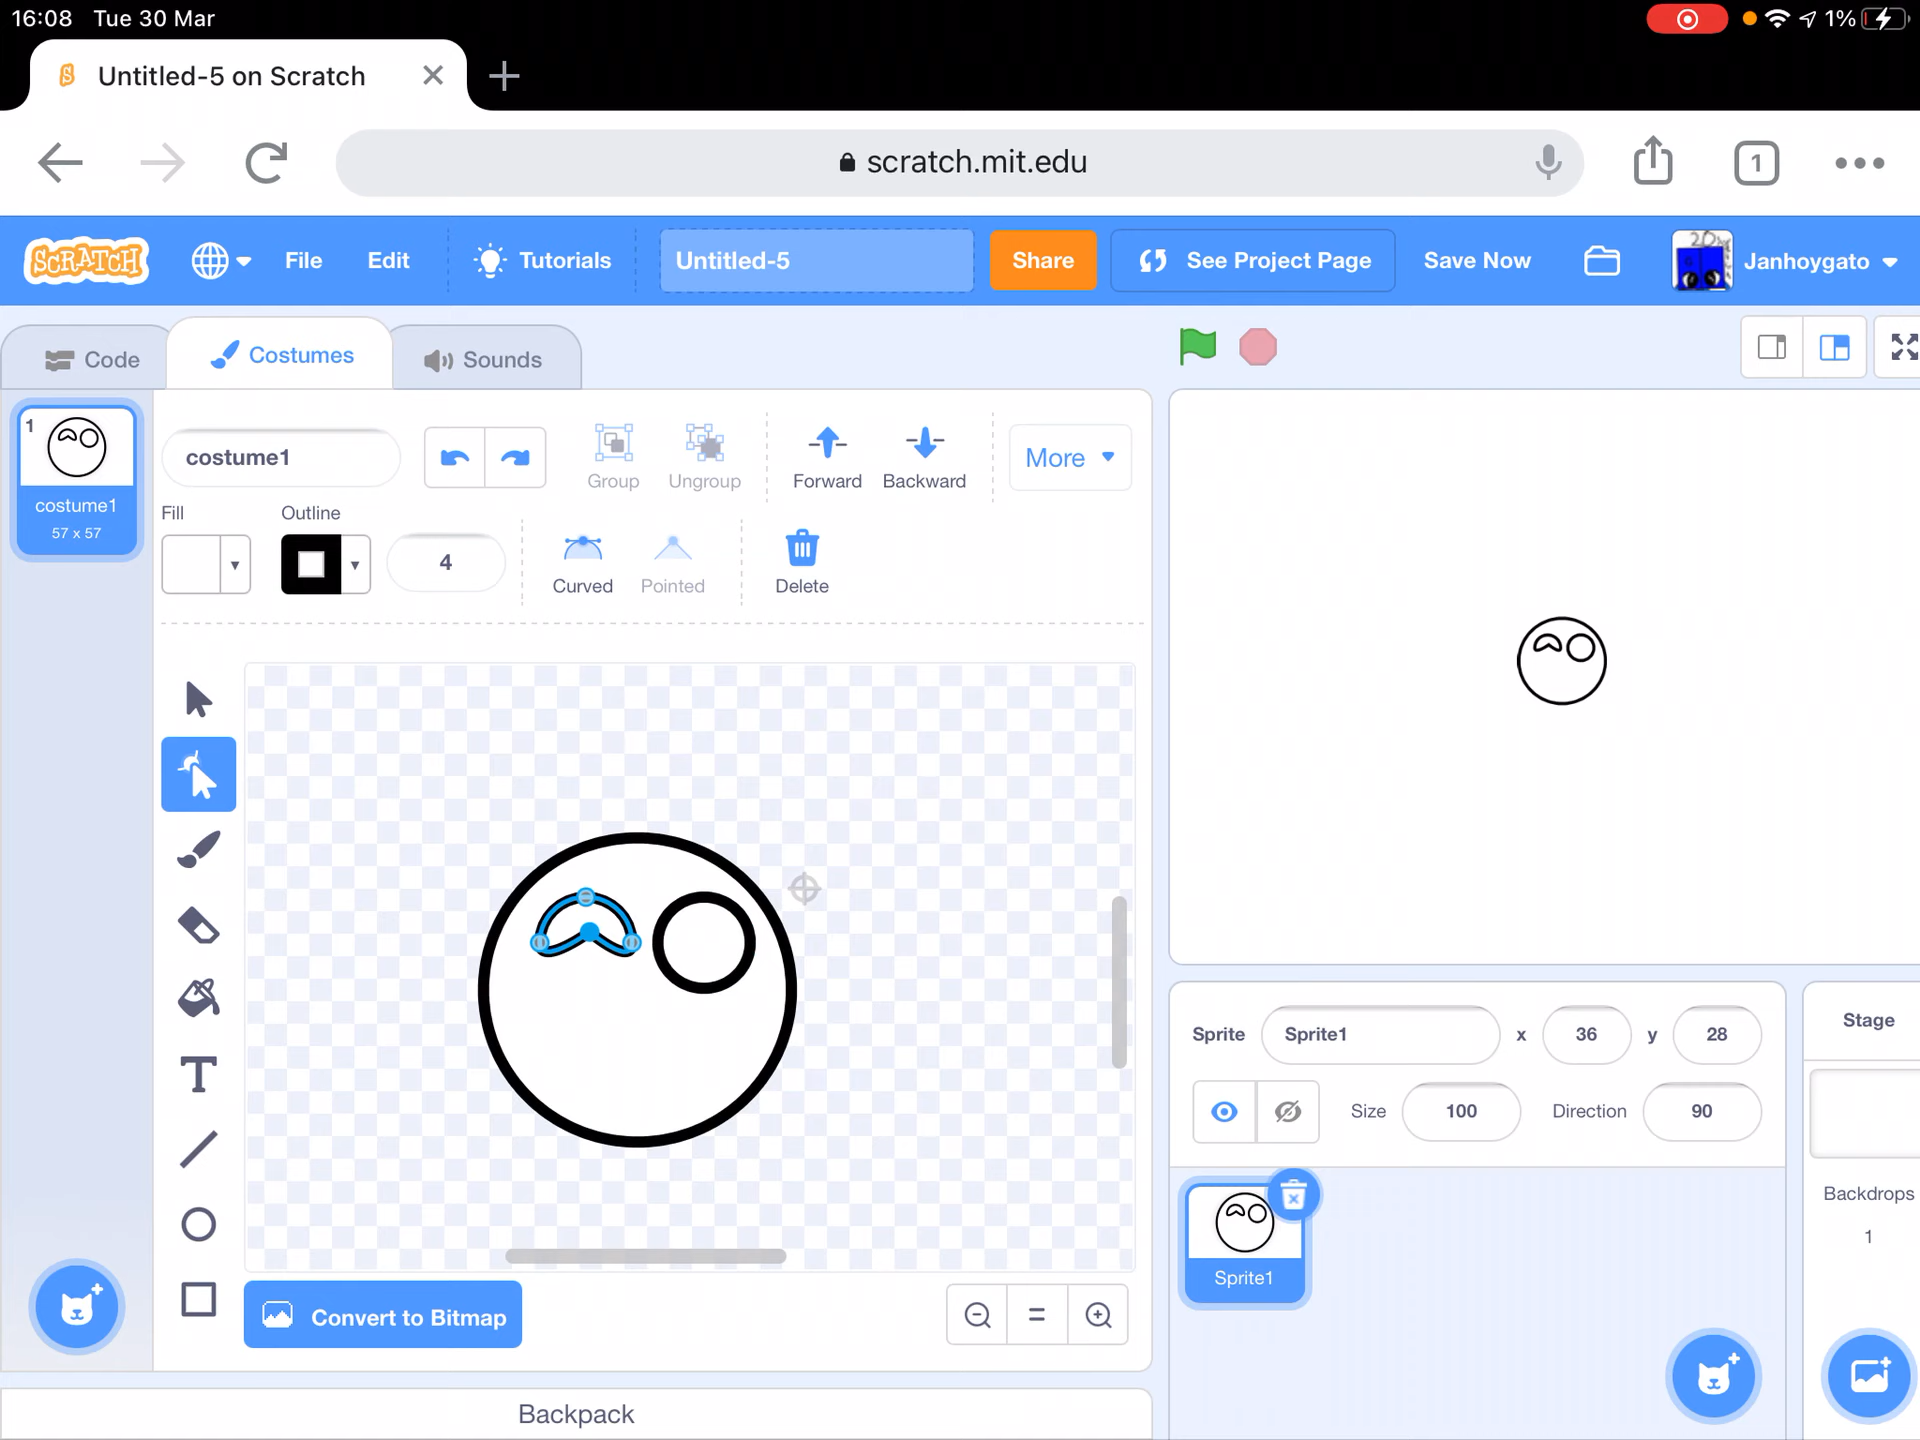 16:08 Tue 30 Mar
1%
Untitled-5 on Scratch
scratch.mit.edu
1
SCRATCH
File
Edit
Tutorials
Untitled-5
Share
See Project Page
Save Now
20x
Janhoygato
Code
Costumes
Sounds
1
costume1
57 x 57
costume1
Group
Ungroup
Forward
Backward
More
Fill
Outline
4
Curved
Pointed
Delete
T
Convert to Bitmap
=
Backpack
Sprite
Sprite1
x
36
y
28
Size
100
Direction
90
Sprite1
Stage
Backdrops
1